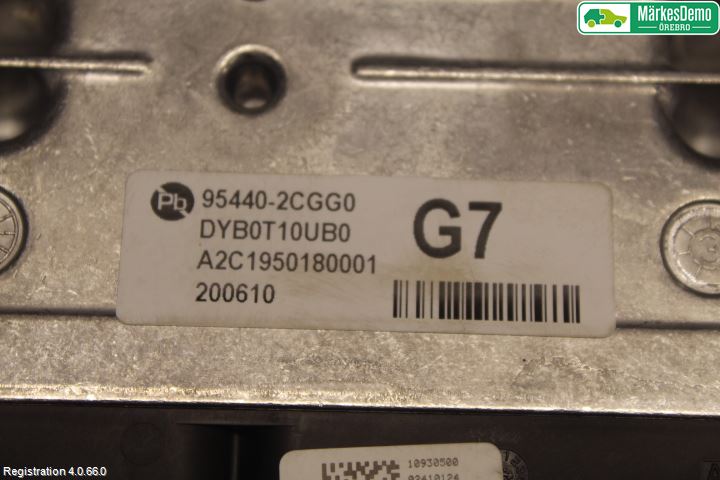 MärkesDemo
ÖREBRO
Pb
95440-2CGG0
DYB0T10UB0
A2C1950180001
200610
G7
10930500
Registration 4.0.66.0